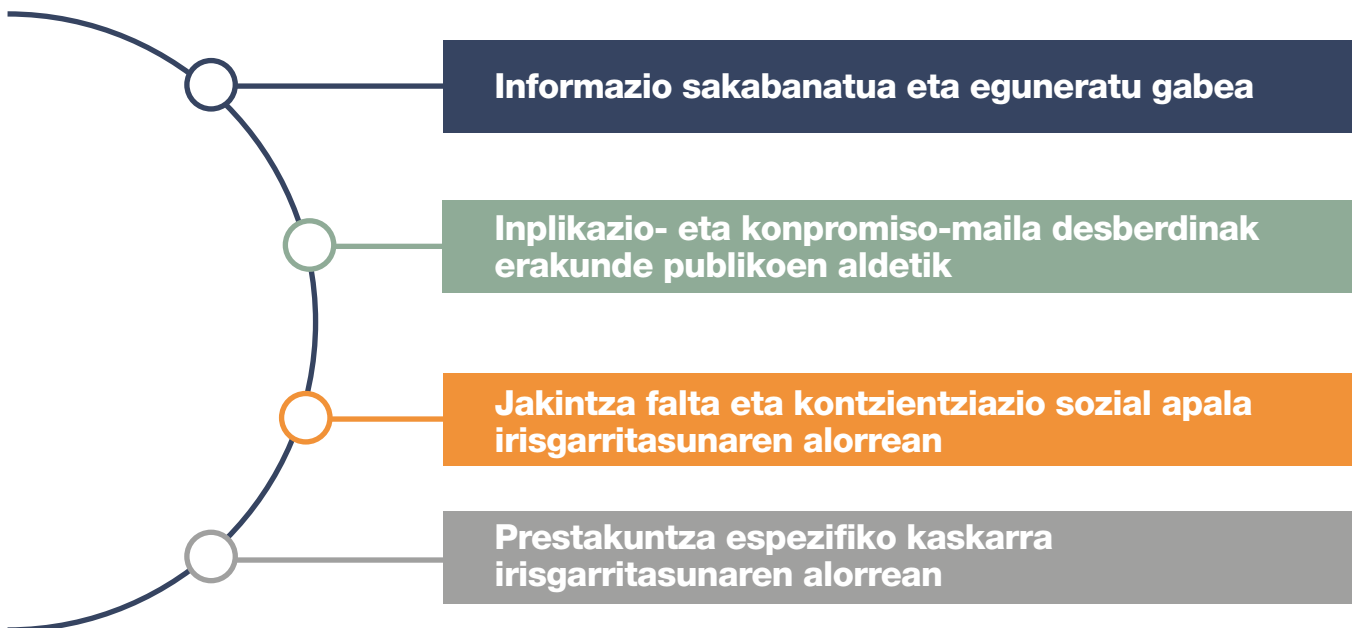 Informazio sakabanatua eta eguneratu gabea
Inplikazio- eta konpromiso-maila desberdinak
erakunde publikoen aldetik
Jakintza falta eta kontzientziazio sozial apala
irisgarritasunaren alorrean
Prestakuntza espezifiko kaskarra
irisgarritasunaren alorrean